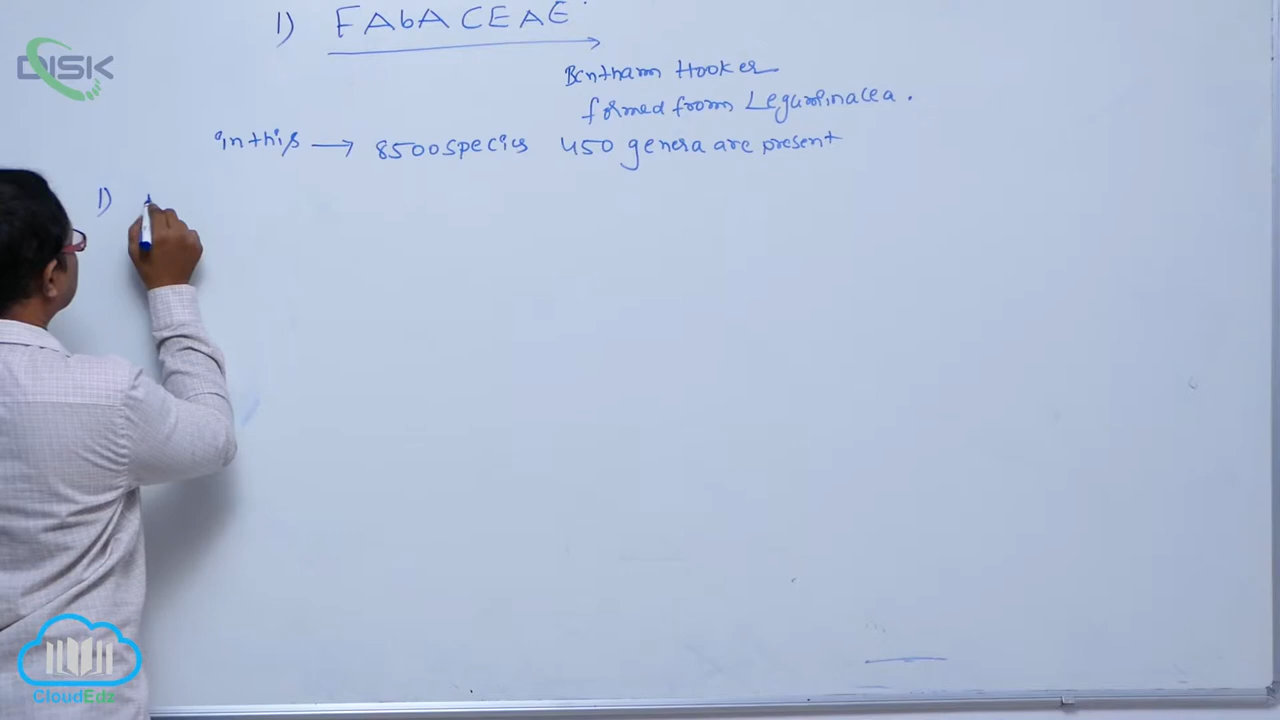 DISK
1) FAbACEAE
Bentham Hooker
formed from Leguminacea.
in this → 8500 species 450 genera are present
1)
CloudEdz